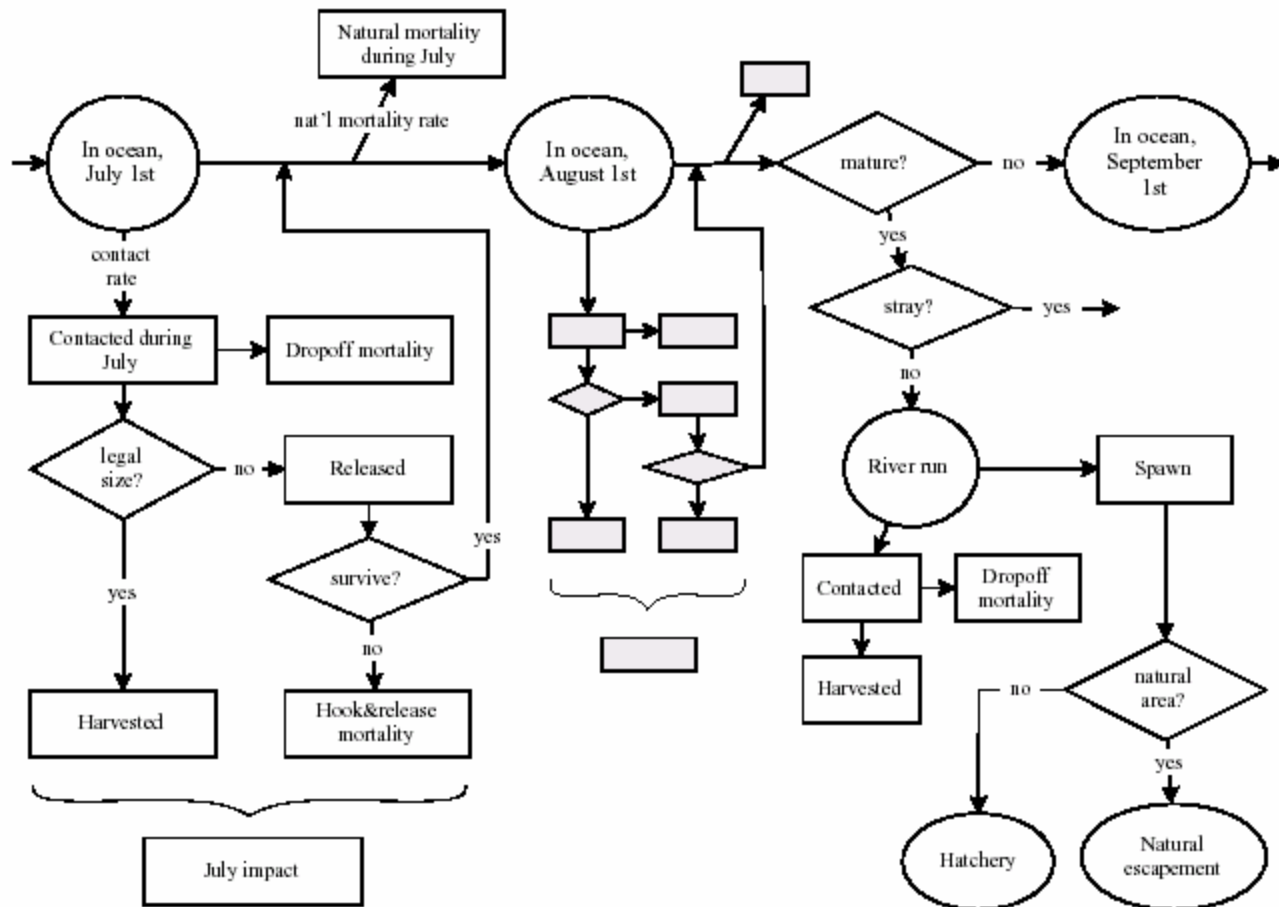 Natural mortality
during July
nat'l mortality rate
In ocean,
July 1st
In ocean,
August 1st
mature?
no
In ocean,
September
1st
contact
rate
yes
stray?
yes
Contacted during
July
Dropoff mortality
no
legal
size?
no
Released
River run
Spawn
yes
survive?
yes
Contacted
Dropoff
mortality
no
Harvested
natural
area?
no
Harvested
Hook&release
mortality
yes
July impact
Hatchery
Natural
escapement